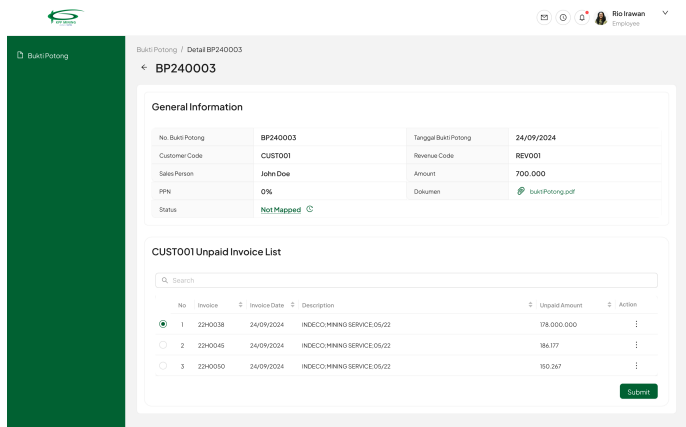 KPP MINING
Rio Irawan
Employee
Bukti Potong
Bukti Potong / Detail BP240003
← BP240003
General Information
No. Bukti Potong BP240003 Tanggal Bukti Potong 24/09/2024
Customer Code CUST001 Revenue Code REV001
Sales Person John Doe Amount 700.000
PPN 0% Dokumen buktiPotong.pdf
Status Not Mapped
CUST001 Unpaid Invoice List
Search
No Invoice Invoice Date Description Unpaid Amount Action
1 22H0038 24/09/2024 INDECO;MINING SERVICE;05/22 178.000.000
2 22H0045 24/09/2024 INDECO;MINING SERVICE;05/22 186.177
3 22H0050 24/09/2024 INDECO;MINING SERVICE;05/22 150.267
Submit